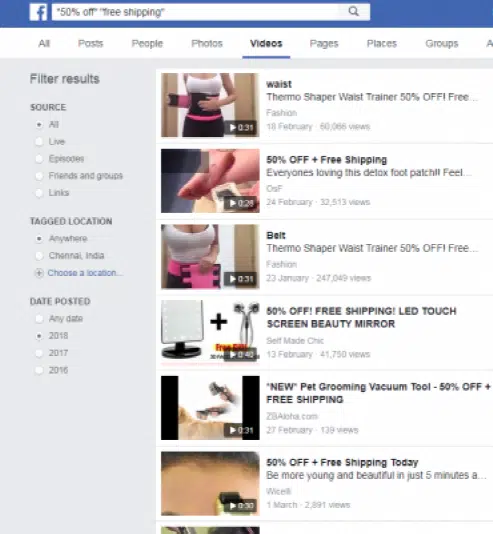 f
"50% off" "free shipping"
All Posts People Photos Videos Pages Places Groups A
Filter results
SOURCE
All
Live
Episodes
Friends and groups
Links
TAGGED LOCATION
Anywhere
Chennai, India
Choose a location...
DATE POSTED
Any date
2018
2017
2016
waist
Thermo Shaper Waist Trainer 50% OFF! Free...
Fashion
18 February · 60,066 views
0:31
50% OFF + Free Shipping
Everyones loving this detox foot patch!! Feel...
OsF
24 February · 32,513 views
0:26
Belt
Thermo Shaper Waist Trainer 50% OFF! Free...
Fashion
23 January · 247,049 views
0:31
50% OFF! FREE SHIPPING! LED TOUCH
SCREEN BEAUTY MIRROR
Self Made Chic
13 February · 41,750 views
0:40
*NEW* Pet Grooming Vacuum Tool - 50% OFF +
FREE SHIPPING
ZBAloha.com
27 February · 139 views
0:31
50% OFF + Free Shipping Today
Be more young and beautiful in just 5 minutes a...
1 March · 2,891 views
0:30